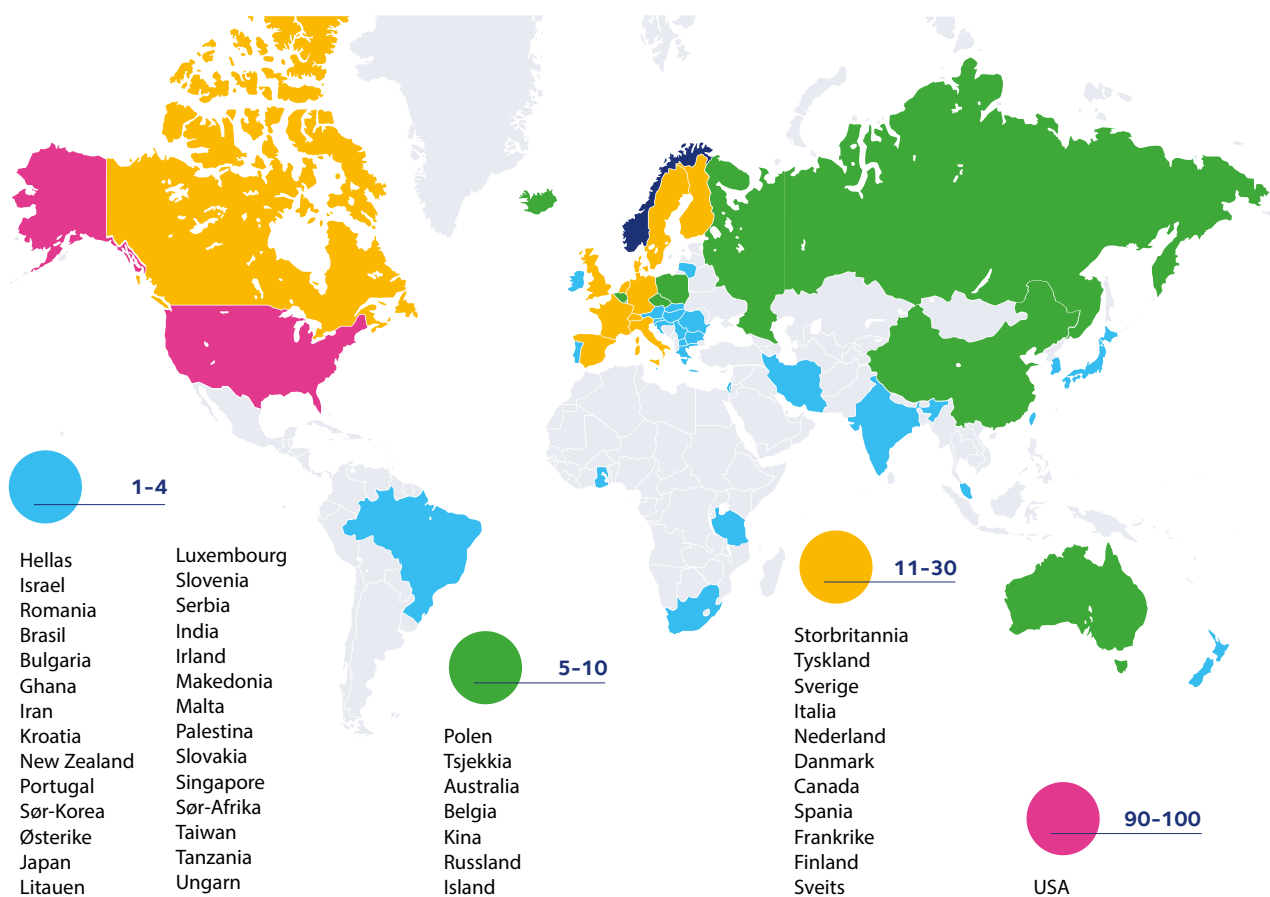 1–4
Hellas
Israel
Romania
Brasil
Bulgaria
Ghana
Iran
Kroatia
New Zealand
Portugal
Sør-Korea
Østerike
Japan
Litauen
Luxembourg
Slovenia
Serbia
India
Irland
Makedonia
Malta
Palestina
Slovakia
Singapore
Sør-Afrika
Taiwan
Tanzania
Ungarn
5–10
Polen
Tsjekkia
Australia
Belgia
Kina
Russland
Island
11–30
Storbritannia
Tyskland
Sverige
Italia
Nederland
Danmark
Canada
Spania
Frankrike
Finland
Sveits
90–100
USA